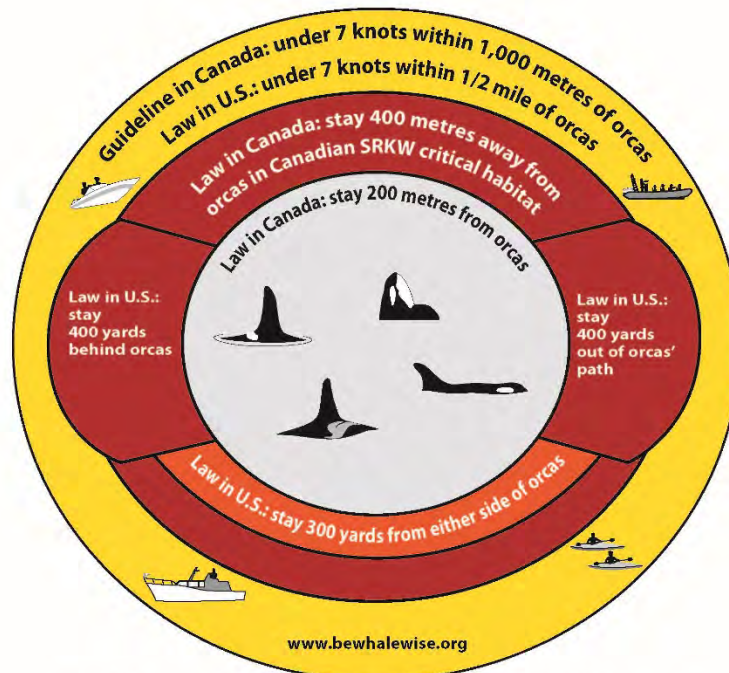 Guideline in Canada: under 7 knots within 1,000 metres of orcas
Law in U.S.: under 7 knots within 1/2 mile of orcas
Law in Canada: stay 400 metres away from
orcas in Canadian SRKW critical habitat
Law in Canada: stay 200 metres from orcas
Law in U.S.:
stay
400 yards
behind orcas
Law in U.S.:
stay
400 yards
out of orcas'
path
Law in U.S.: stay 300 yards from either side of orcas
www.bewhalewise.org